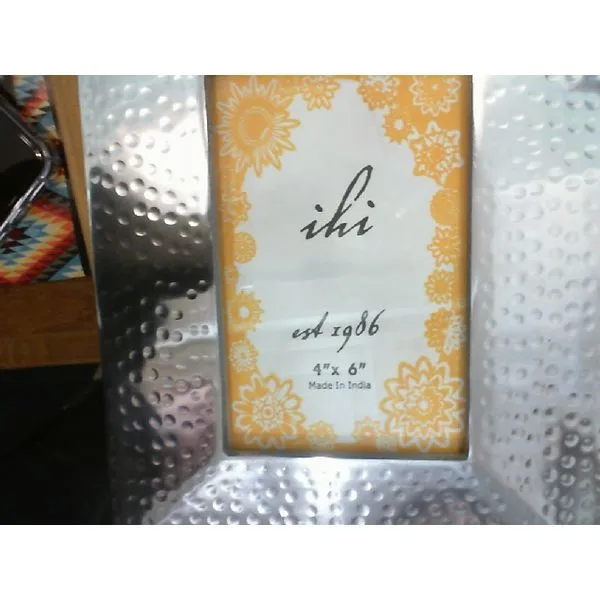 ihi
est 1986
4"x 6"
Made In India